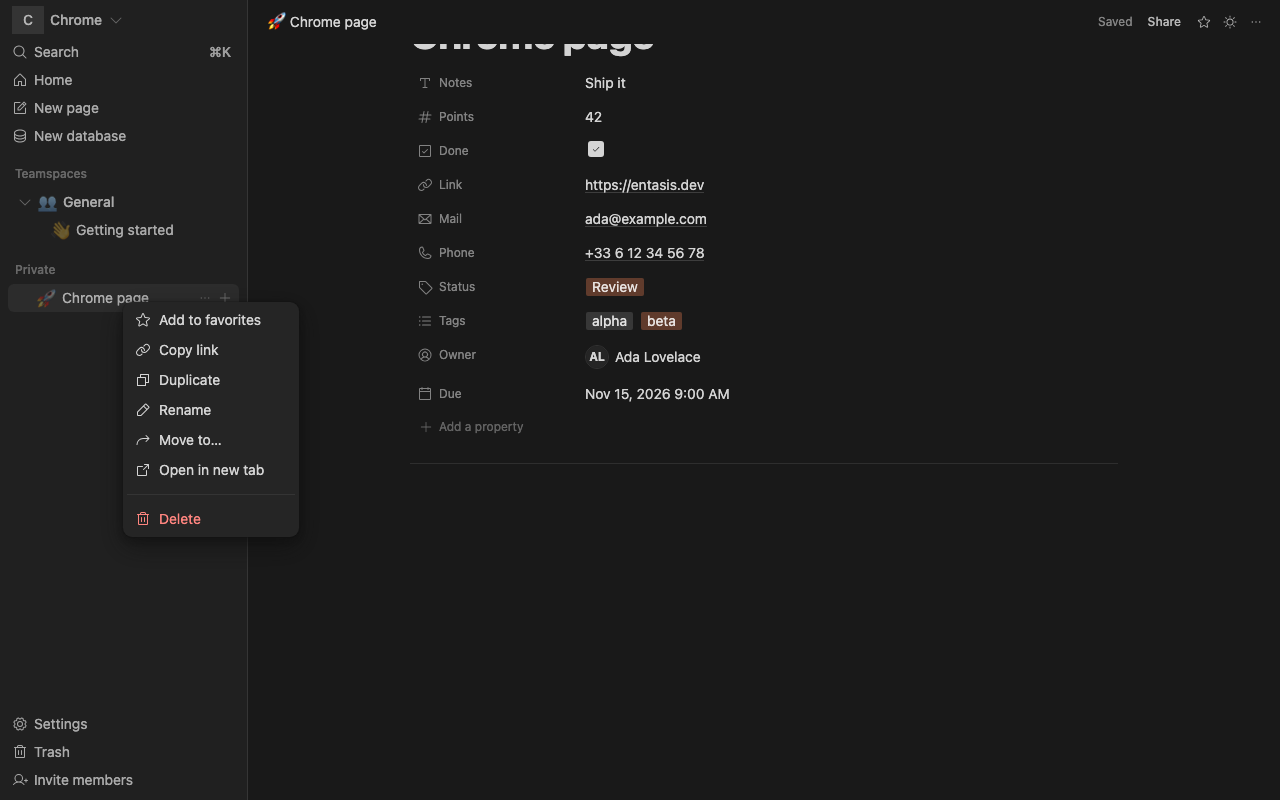 C Chrome
Search ⌘K
Home
New page
New database
Teamspaces
General
Getting started
Private
Chrome page
Add to favorites
Copy link
Duplicate
Rename
Move to...
Open in new tab
Delete
Settings
Trash
Invite members
Chrome page
Saved Share
Chrome page
Notes Ship it
Points 42
Done
Link https://entasis.dev
Mail ada@example.com
Phone +33 6 12 34 56 78
Status Review
Tags alpha beta
Owner AL Ada Lovelace
Due Nov 15, 2026 9:00 AM
Add a property